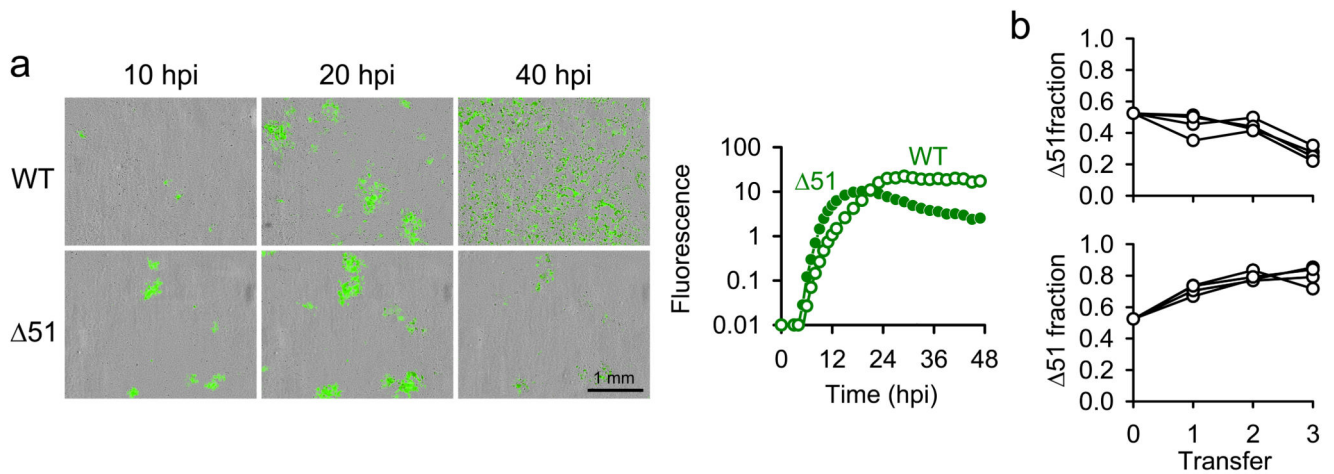 a
10 hpi 20 hpi 40 hpi
WT
Δ51
1 mm
Fluorescence
100
10
1
0.1
0.01
Δ51
WT
0 12 24 36 48
Time (hpi)
b
Δ51fraction
1.0
0.8
0.6
0.4
0.2
0.0
Δ51 fraction
1.0
0.8
0.6
0.4
0.2
0.0
0 1 2 3
Transfer